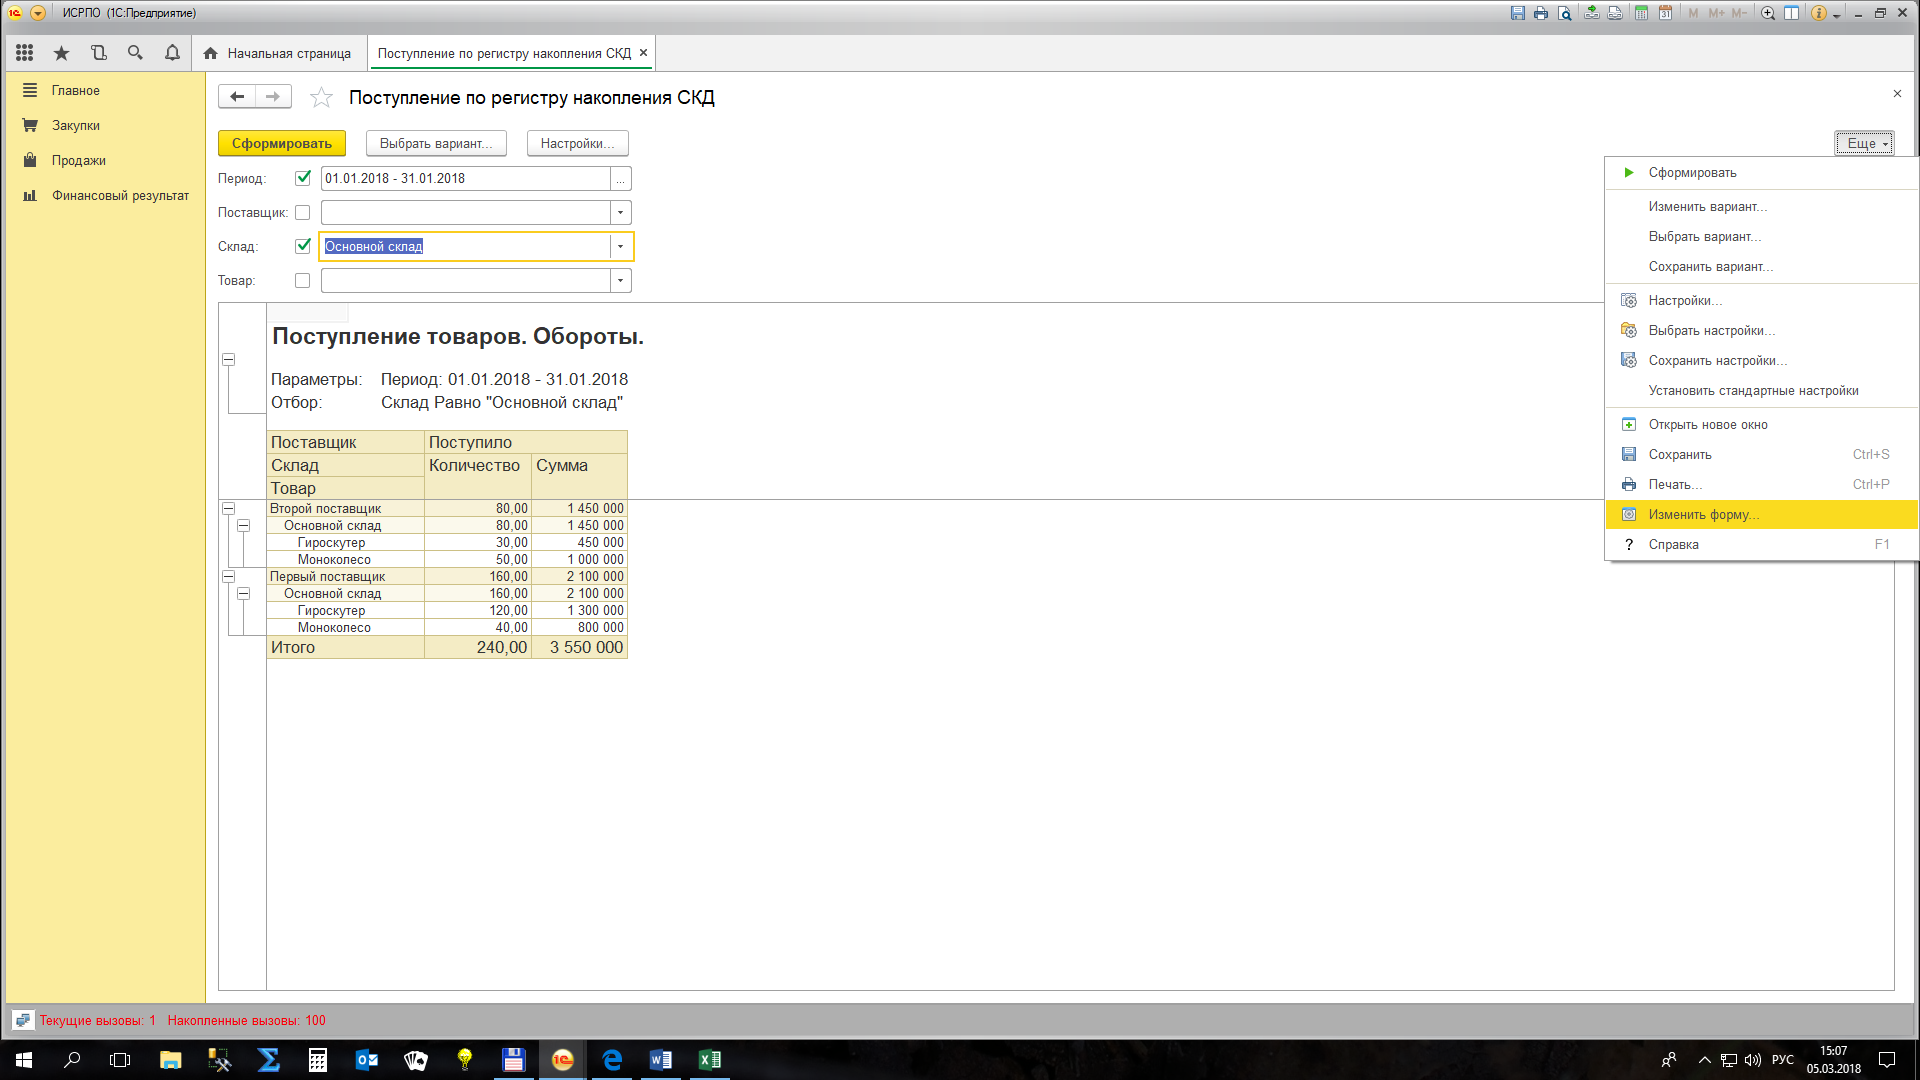 ИСРПО (1С:Предприятие)
M M+ M-
Начальная страница
Поступление по регистру накопления СКД
Главное
Закупки
Продажи
Финансовый результат
Поступление по регистру накопления СКД
Сформировать
Выбрать вариант...
Настройки...
Еще
Период:
01.01.2018 - 31.01.2018
...
Поставщик:
Склад:
Основной склад
Товар:
Сформировать
Изменить вариант...
Выбрать вариант...
Сохранить вариант...
Настройки...
Выбрать настройки...
Сохранить настройки...
Установить стандартные настройки
Открыть новое окно
Сохранить Ctrl+S
Печать... Ctrl+P
Изменить форму...
? Справка F1
Поступление товаров. Обороты.
Параметры: Период: 01.01.2018 - 31.01.2018
Отбор: Склад Равно "Основной склад"
Поставщик Поступило
Склад Количество Сумма
Товар
Второй поставщик 80,00 1 450 000
Основной склад 80,00 1 450 000
Гироскутер 30,00 450 000
Моноколесо 50,00 1 000 000
Первый поставщик 160,00 2 100 000
Основной склад 160,00 2 100 000
Гироскутер 120,00 1 300 000
Моноколесо 40,00 800 000
Итого 240,00 3 550 000
Текущие вызовы: 1 Накопленные вызовы: 100
РУС
15:07
05.03.2018